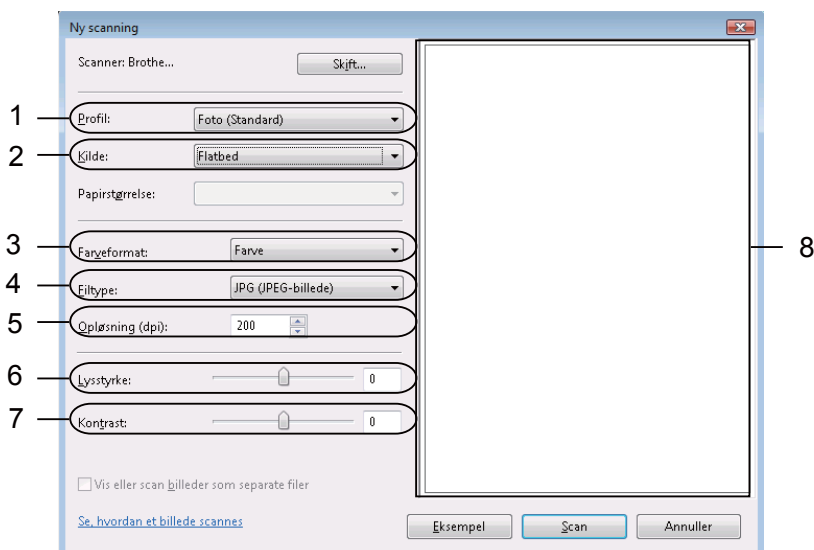 Ny scanning
Scanner: Brothe... Skift...
1 Profil: Foto (Standard)
2 Kilde: Flatbed
Papirstørrelse:
3 Farveformat: Farve
8
4 Filtype: JPG (JPEG-billede)
5 Opløsning (dpi): 200
6 Lysstyrke: 0
7 Kontrast: 0
Vis eller scan billeder som separate filer
Se, hvordan et billede scannes
Eksempel Scan Annuller